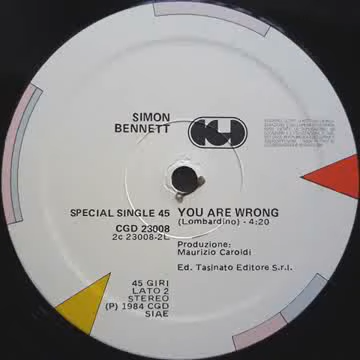 SIMON
BENNETT
SPECIAL SINGLE 45
CGD 23008
2c 23008-2L
YOU ARE WRONG
(Lombardino) - 4:20
Produzione:
Maurizio Caroldi
Ed. Tasinato Editore S.r.l.
45 GIRI
LATO 2
STEREO
(P) 1984 CGD
SIAE